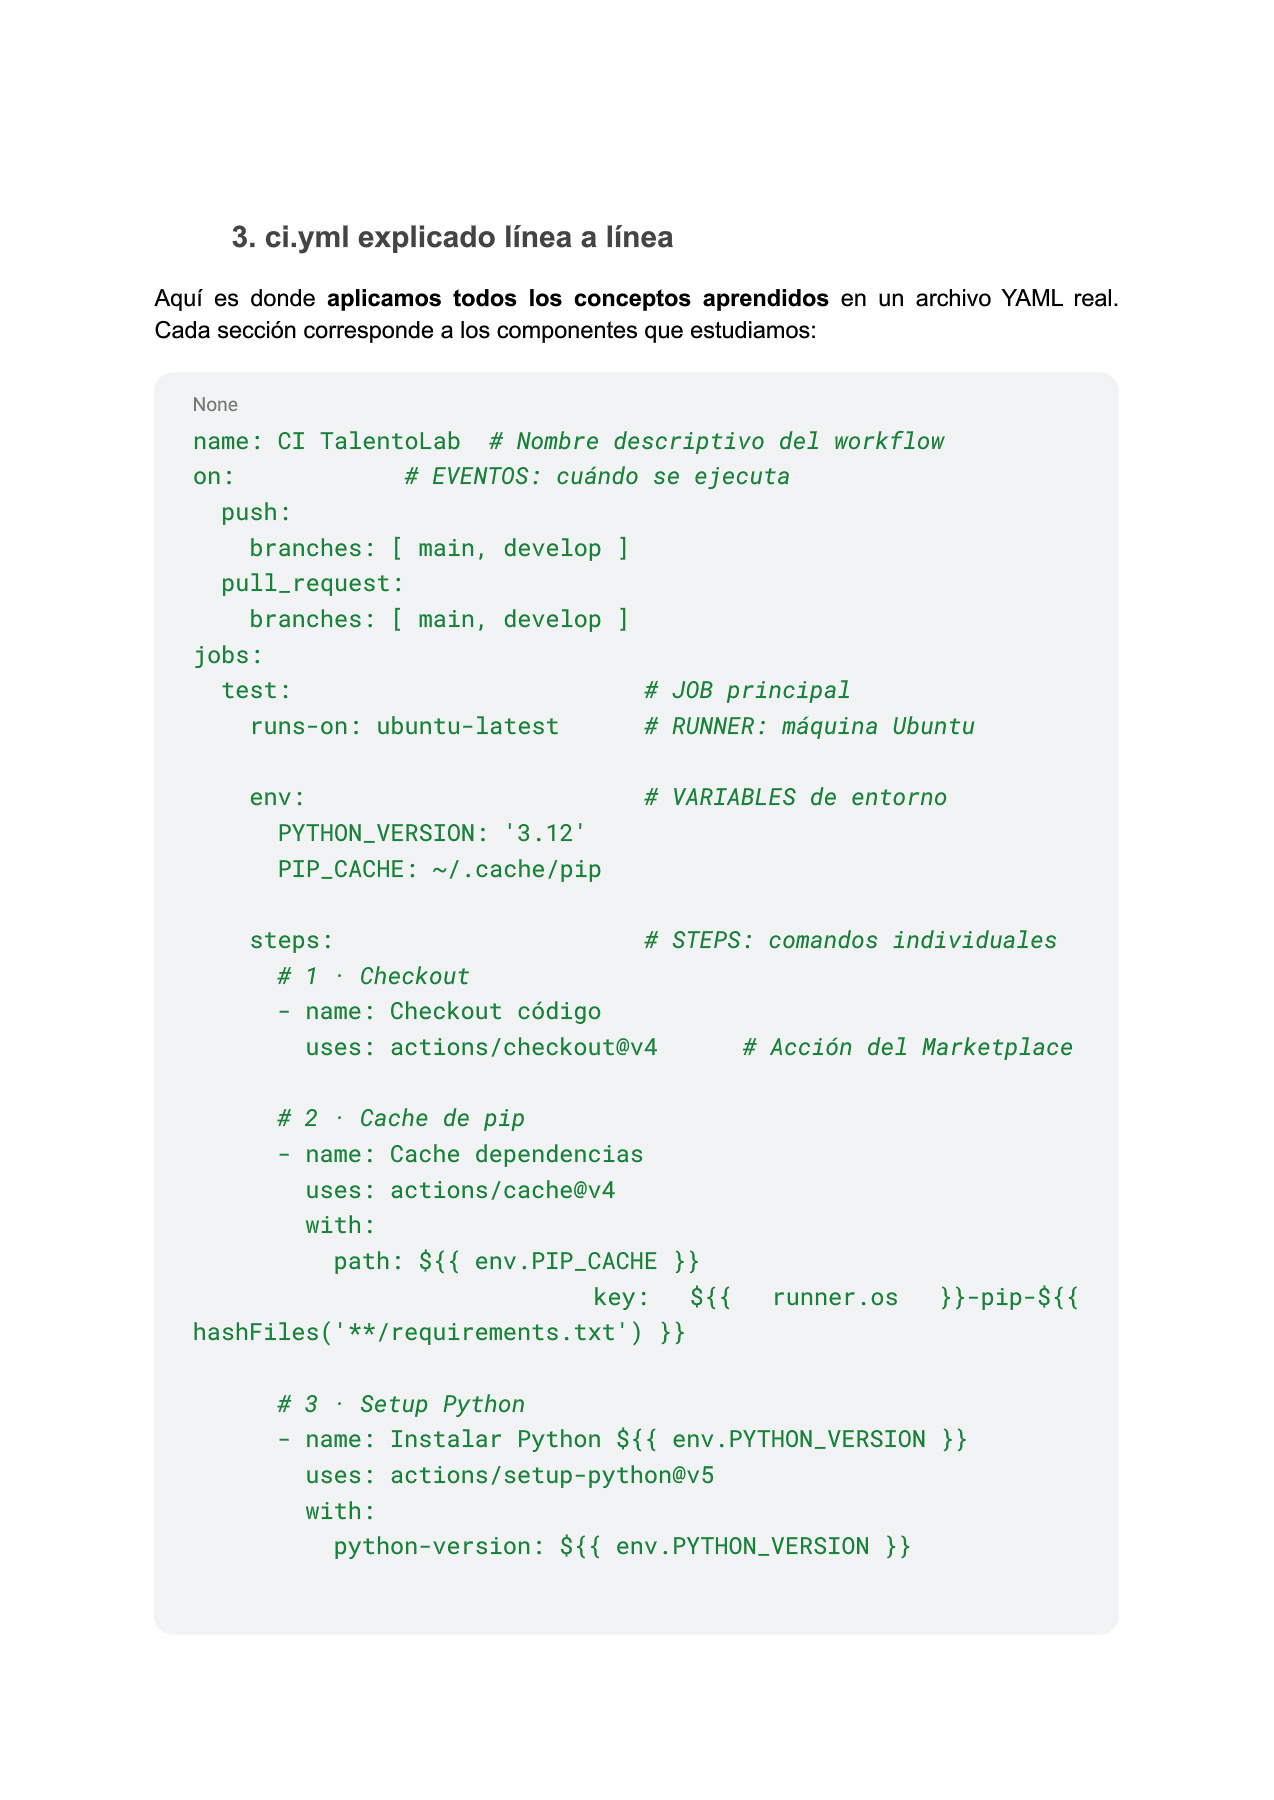 3. ci.yml explicado línea a línea
Aquí es donde aplicamos todos los conceptos aprendidos en un archivo YAML real.
Cada sección corresponde a los componentes que estudiamos:
None
name: CI TalentoLab  # Nombre descriptivo del workflow
on:            # EVENTOS: cuándo se ejecuta
  push:
    branches: [ main, develop ]
  pull_request:
    branches: [ main, develop ]
jobs:
  test:                         # JOB principal
    runs-on: ubuntu-latest      # RUNNER: máquina Ubuntu
    env:                        # VARIABLES de entorno
      PYTHON_VERSION: '3.12'
      PIP_CACHE: ~/.cache/pip
    steps:                      # STEPS: comandos individuales
      # 1 · Checkout
      - name: Checkout código
        uses: actions/checkout@v4      # Acción del Marketplace
      # 2 · Cache de pip
      - name: Cache dependencias
        uses: actions/cache@v4
        with:
          path: ${{ env.PIP_CACHE }}
          key: ${{ runner.os }}-pip-${{
hashFiles('**/requirements.txt') }}
      # 3 · Setup Python
      - name: Instalar Python ${{ env.PYTHON_VERSION }}
        uses: actions/setup-python@v5
        with:
          python-version: ${{ env.PYTHON_VERSION }}